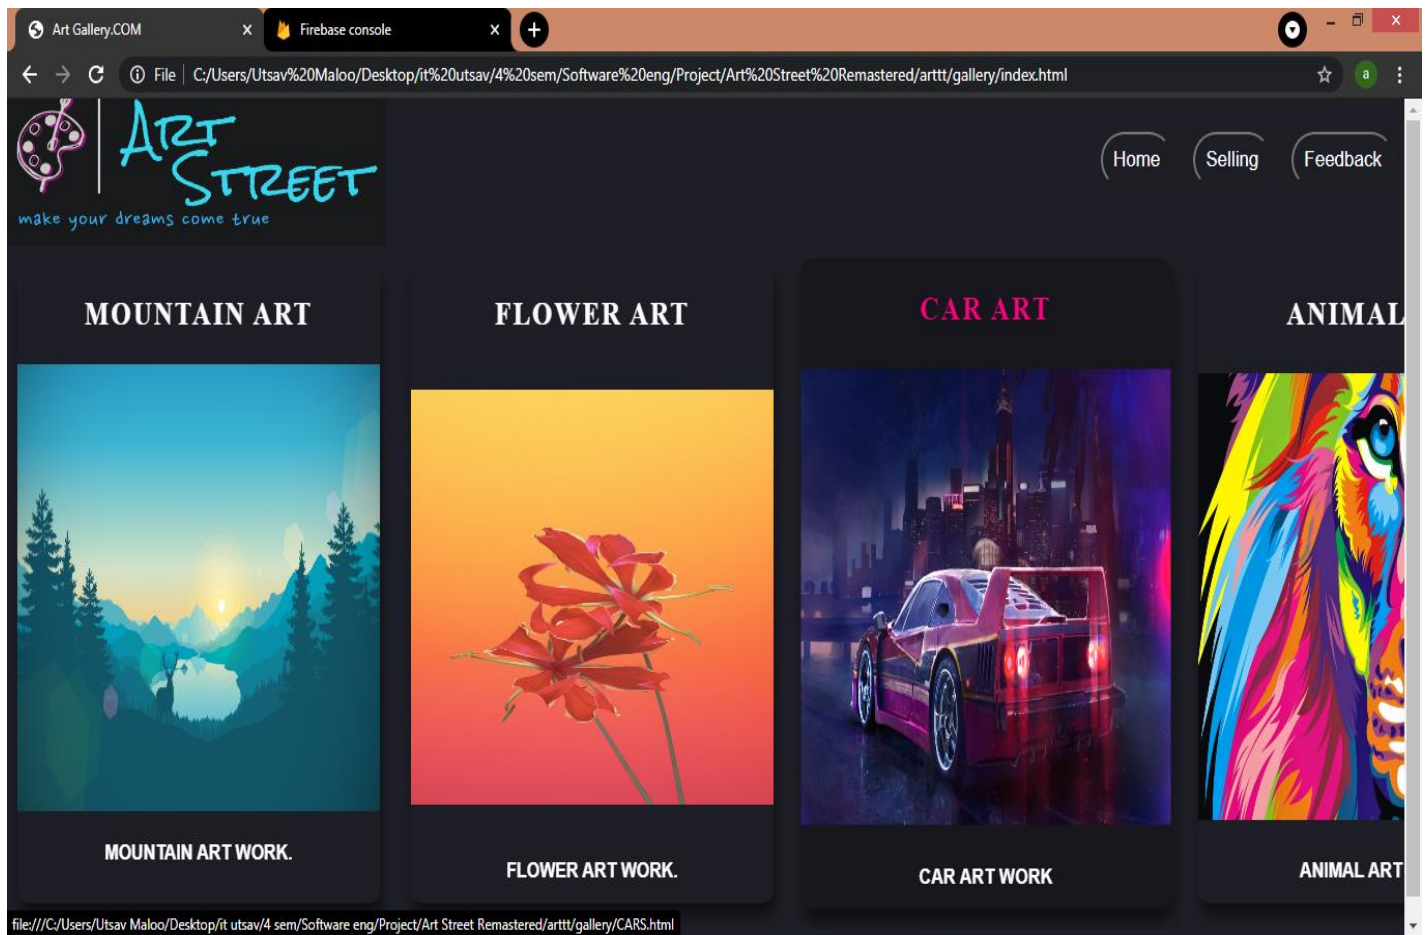 Art Gallery.COM
Firebase console
File | C:/Users/Utsav%20Maloo/Desktop/it%20utsav/4%20sem/Software%20eng/Project/Art%20Street%20Remastered/arttt/gallery/index.html
a
ART
STREET
make your dreams come true
Home Selling Feedback
MOUNTAIN ART
FLOWER ART
CAR ART
ANIMAL
MOUNTAIN ART WORK.
FLOWER ART WORK.
CAR ART WORK
ANIMAL ART
file:///C:/Users/Utsav Maloo/Desktop/it utsav/4 sem/Software eng/Project/Art Street Remastered/arttt/gallery/CARS.html